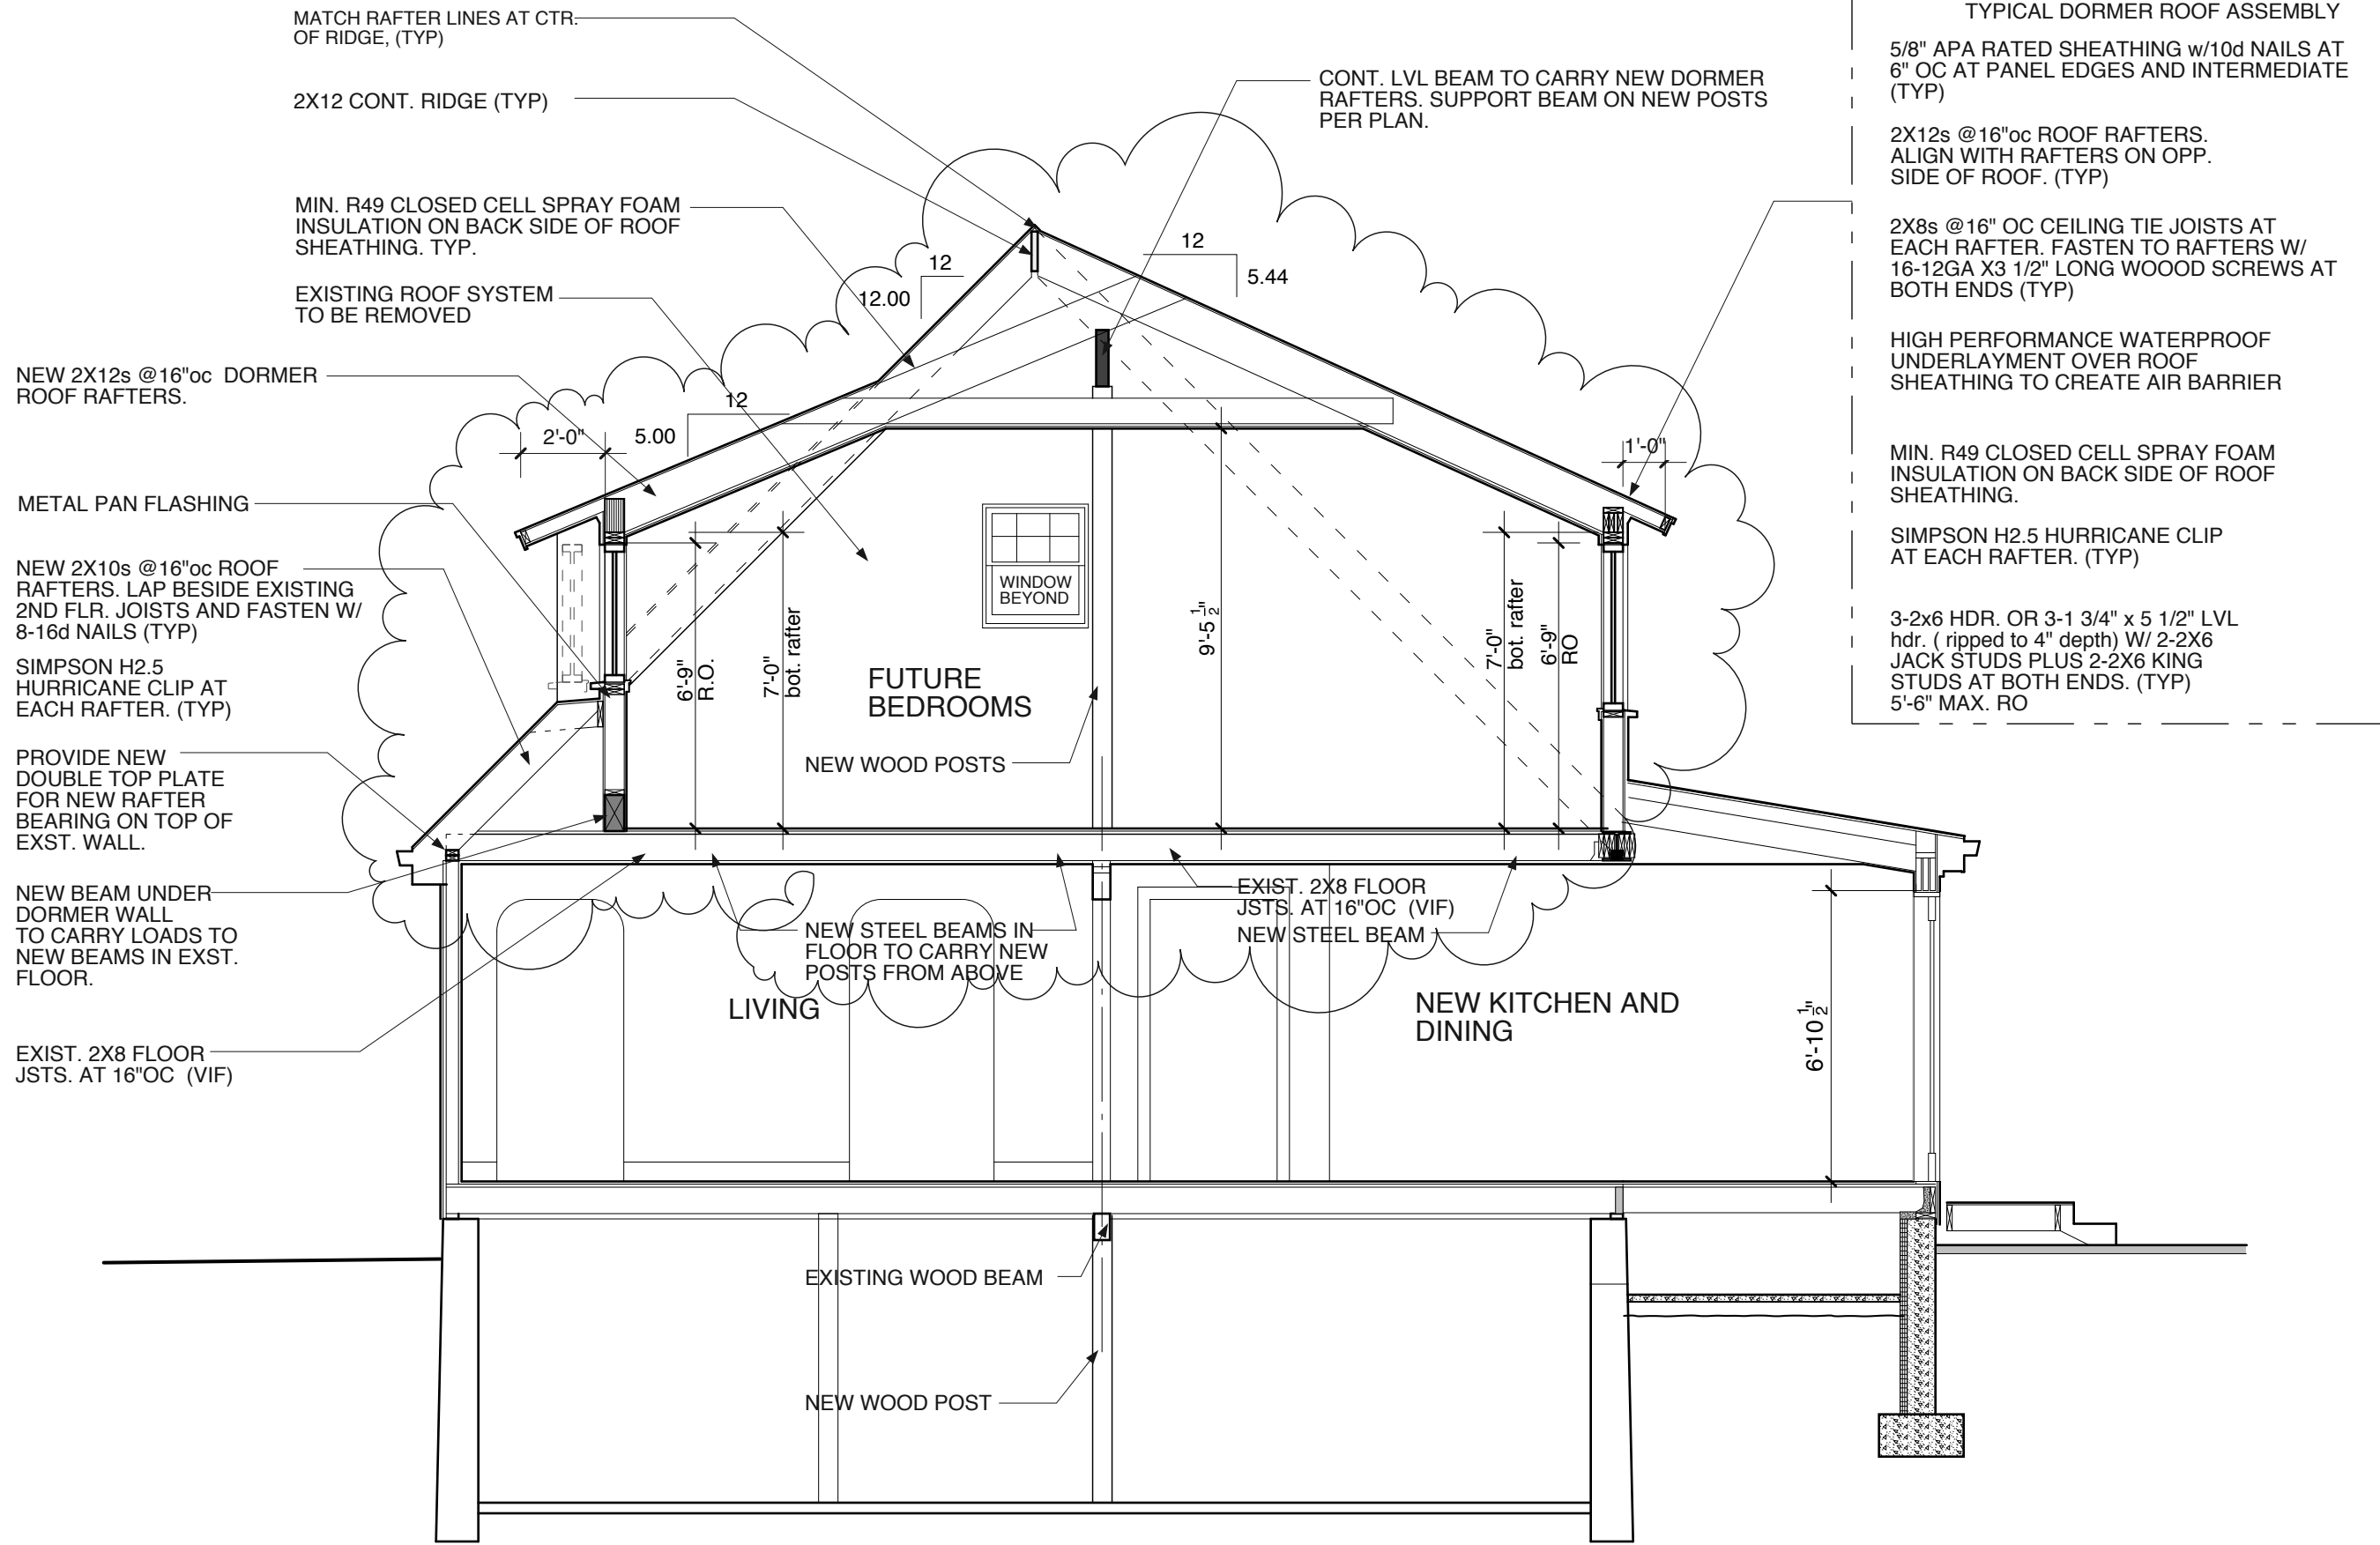 MATCH RAFTER LINES AT CTR.
OF RIDGE, (TYP)
2X12 CONT. RIDGE (TYP)
MIN. R49 CLOSED CELL SPRAY FOAM
INSULATION ON BACK SIDE OF ROOF
SHEATHING. TYP.
EXISTING ROOF SYSTEM
TO BE REMOVED
NEW 2X12s @16"oc DORMER
ROOF RAFTERS.
METAL PAN FLASHING
NEW 2X10s @16"oc ROOF
RAFTERS. LAP BESIDE EXISTING
2ND FLR. JOISTS AND FASTEN W/
8-16d NAILS (TYP)
SIMPSON H2.5
HURRICANE CLIP AT
EACH RAFTER. (TYP)
PROVIDE NEW
DOUBLE TOP PLATE
FOR NEW RAFTER
BEARING ON TOP OF
EXST. WALL.
NEW BEAM UNDER
DORMER WALL
TO CARRY LOADS TO
NEW BEAMS IN EXST.
FLOOR.
EXIST. 2X8 FLOOR
JSTS. AT 16"OC (VIF)
CONT. LVL BEAM TO CARRY NEW DORMER
RAFTERS. SUPPORT BEAM ON NEW POSTS
PER PLAN.
12
12.00
12
5.44
12
5.00
2'-0"
1'-0"
6'-9"
R.O.
7'-0"
bot. rafter
WINDOW
BEYOND
9'-5 1/2"
7'-0"
bot. rafter
6'-9"
RO
FUTURE
BEDROOMS
NEW WOOD POSTS
EXIST. 2X8 FLOOR
JSTS. AT 16"OC (VIF)
NEW STEEL BEAM
NEW STEEL BEAMS IN
FLOOR TO CARRY NEW
POSTS FROM ABOVE
LIVING
NEW KITCHEN AND
DINING
6'-10 1/2"
EXISTING WOOD BEAM
NEW WOOD POST
TYPICAL DORMER ROOF ASSEMBLY
5/8" APA RATED SHEATHING w/10d NAILS AT
6" OC AT PANEL EDGES AND INTERMEDIATE
(TYP)
2X12s @16"oc ROOF RAFTERS.
ALIGN WITH RAFTERS ON OPP.
SIDE OF ROOF. (TYP)
2X8s @16" OC CEILING TIE JOISTS AT
EACH RAFTER. FASTEN TO RAFTERS W/
16-12GA X3 1/2" LONG WOOOD SCREWS AT
BOTH ENDS (TYP)
HIGH PERFORMANCE WATERPROOF
UNDERLAYMENT OVER ROOF
SHEATHING TO CREATE AIR BARRIER
MIN. R49 CLOSED CELL SPRAY FOAM
INSULATION ON BACK SIDE OF ROOF
SHEATHING.
SIMPSON H2.5 HURRICANE CLIP
AT EACH RAFTER. (TYP)
3-2x6 HDR. OR 3-1 3/4" x 5 1/2" LVL
hdr. ( ripped to 4" depth) W/ 2-2X6
JACK STUDS PLUS 2-2X6 KING
STUDS AT BOTH ENDS. (TYP)
5'-6" MAX. RO